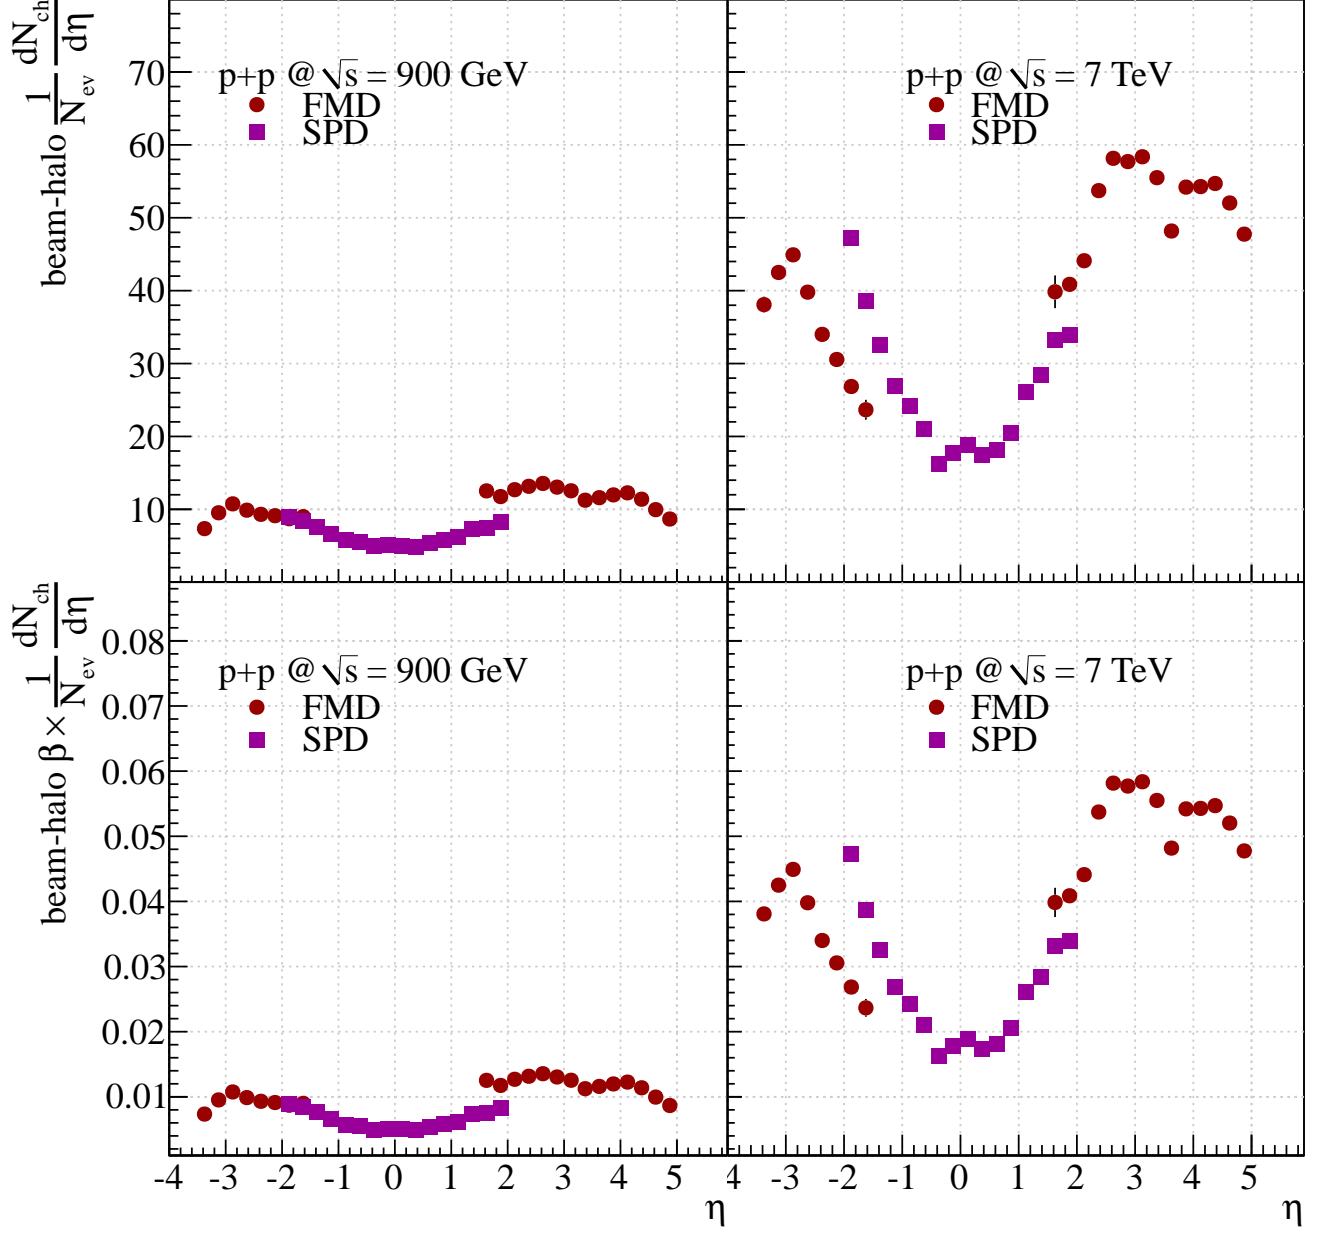 beam-halo 1/N_ev dN_ch/dη
p+p @ √s = 900 GeV
FMD
SPD
70
60
50
40
30
20
10
p+p @ √s = 7 TeV
FMD
SPD
beam-halo β × 1/N_ev dN_ch/dη
p+p @ √s = 900 GeV
FMD
SPD
0.08
0.07
0.06
0.05
0.04
0.03
0.02
0.01
p+p @ √s = 7 TeV
FMD
SPD
-4 -3 -2 -1 0 1 2 3 4 5
η
4 -3 -2 -1 0 1 2 3 4 5
η